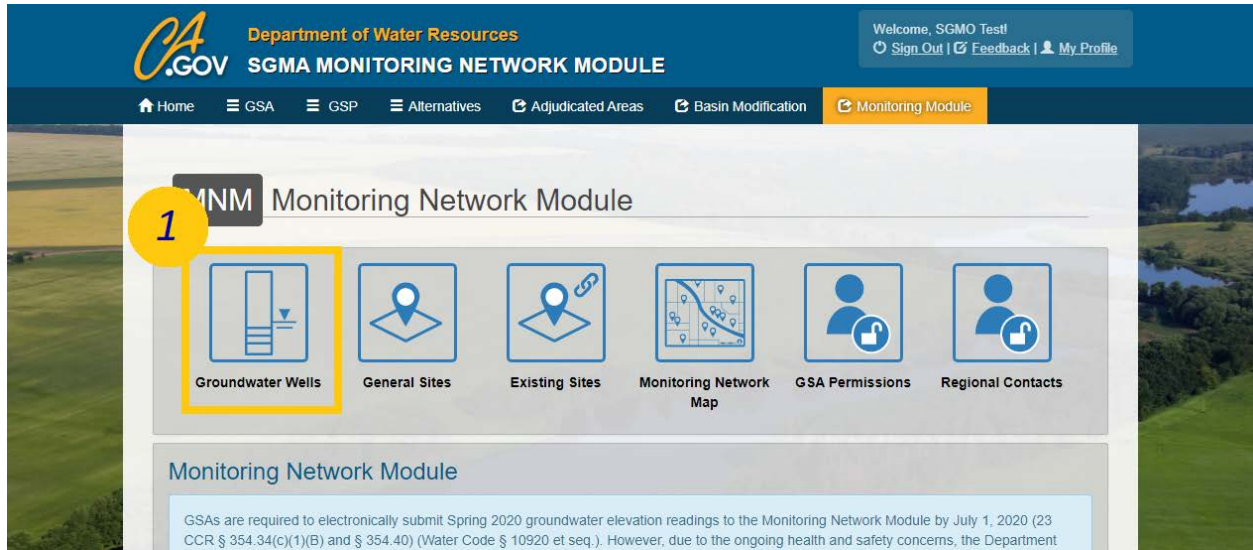 CA
.GOV
Department of Water Resources
SGMA MONITORING NETWORK MODULE
Welcome, SGMO Test!
Sign Out | Feedback | My Profile
Home GSA GSP Alternatives Adjudicated Areas Basin Modification Monitoring Module
MNM Monitoring Network Module
1
Groundwater Wells
General Sites
Existing Sites
Monitoring Network
Map
GSA Permissions
Regional Contacts
Monitoring Network Module
GSAs are required to electronically submit Spring 2020 groundwater elevation readings to the Monitoring Network Module by July 1, 2020 (23
CCR § 354.34(c)(1)(B) and § 354.40) (Water Code § 10920 et seq.). However, due to the ongoing health and safety concerns, the Department